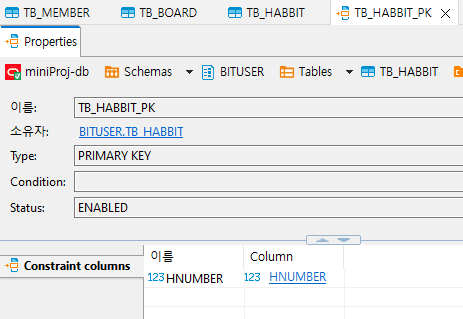 TB_MEMBER TB_BOARD TB_HABBIT TB_HABBIT_PK
Properties
miniProj-db Schemas BITUSER Tables TB_HABBIT
이름: TB_HABBIT_PK
소유자: BITUSER.TB_HABBIT
Type: PRIMARY KEY
Condition:
Status: ENABLED
이름 Column
Constraint columns 123 HNUMBER 123 HNUMBER